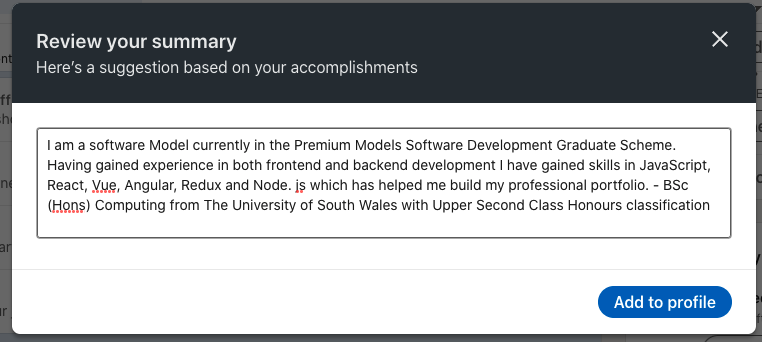 Review your summary
Here's a suggestion based on your accomplishments
I am a software Model currently in the Premium Models Software Development Graduate Scheme.
Having gained experience in both frontend and backend development I have gained skills in JavaScript,
React, Vue, Angular, Redux and Node. js which has helped me build my professional portfolio. - BSc
(Hons) Computing from The University of South Wales with Upper Second Class Honours classification
Add to profile